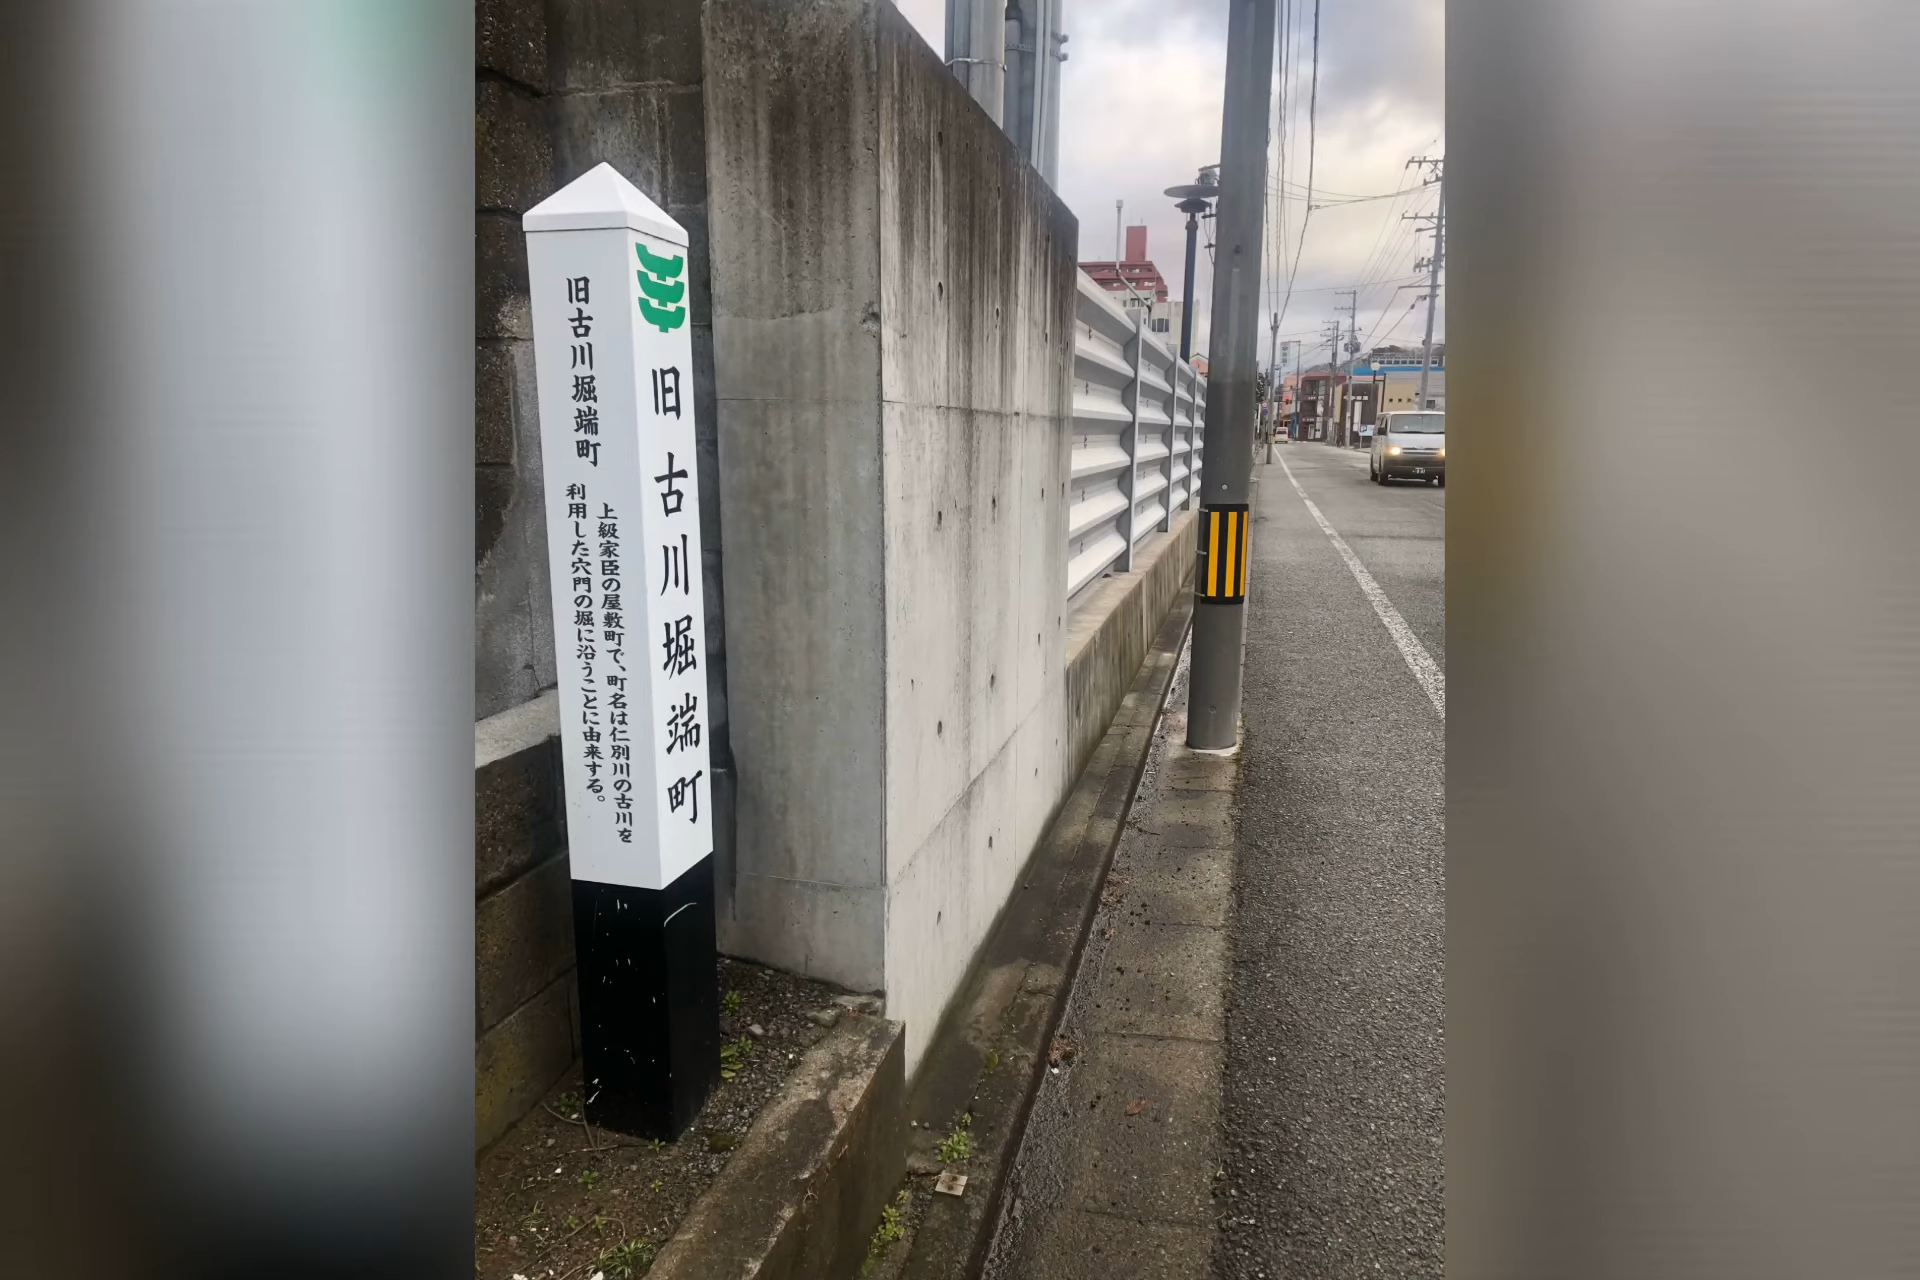 旧古川堀端町
上級家臣の屋敷町で、町名は仁別川の古川を
利用した穴門の堀に沿うことに由来する。
旧古川堀端町